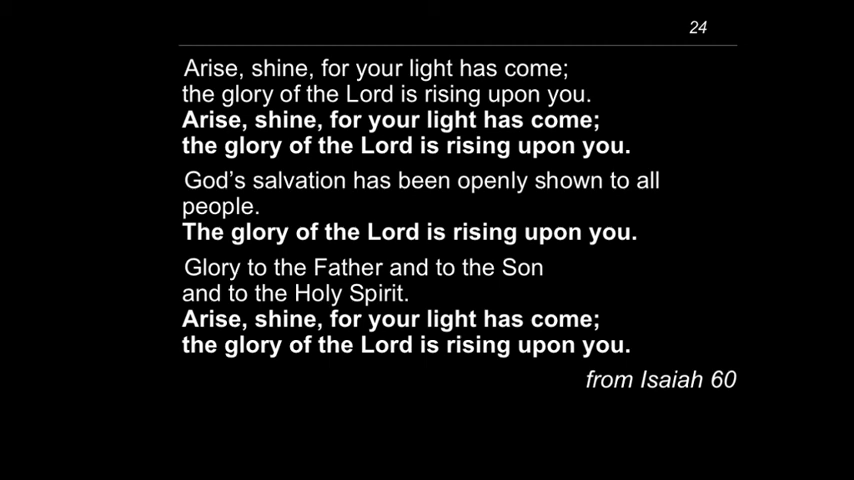 24
Arise, shine, for your light has come;
the glory of the Lord is rising upon you.
Arise, shine, for your light has come;
the glory of the Lord is rising upon you.
God’s salvation has been openly shown to all
people.
The glory of the Lord is rising upon you.
Glory to the Father and to the Son
and to the Holy Spirit.
Arise, shine, for your light has come;
the glory of the Lord is rising upon you.
from Isaiah 60